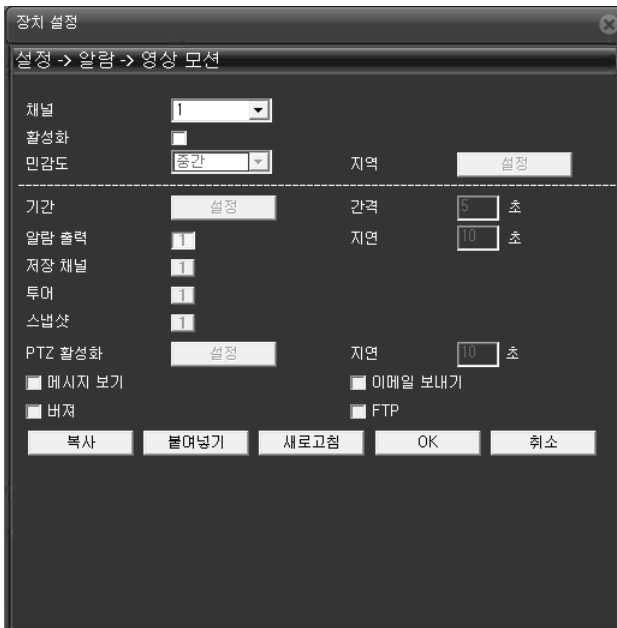 장치 설정
설정 -> 알람 -> 영상 모션
채널 1
활성화
민감도 중간 지역 설정
기간 설정 간격 5 초
알람 출력 1 지연 10 초
저장 채널 1
투어 1
스냅샷 1
PTZ 활성화 설정 지연 10 초
메시지 보기 이메일 보내기
버져 FTP
복사 붙여넣기 새로고침 OK 취소